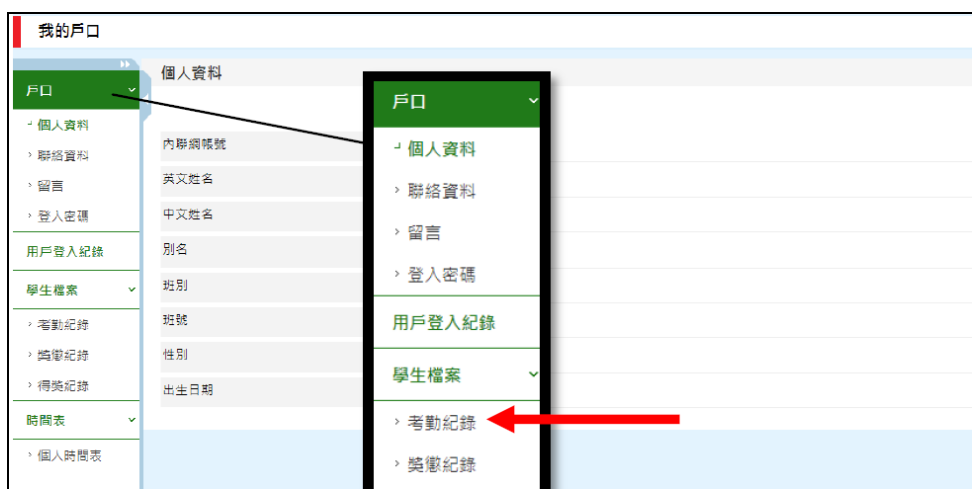 我的戶口
戶口
個人資料
聯絡資料
留言
登入密碼
用戶登入紀錄
學生檔案
考勤紀錄
獎懲紀錄
得獎紀錄
時間表
個人時間表
個人資料
內聯網帳號
英文姓名
中文姓名
別名
班別
班號
性別
出生日期
戶口
個人資料
聯絡資料
留言
登入密碼
用戶登入紀錄
學生檔案
考勤紀錄
獎懲紀錄